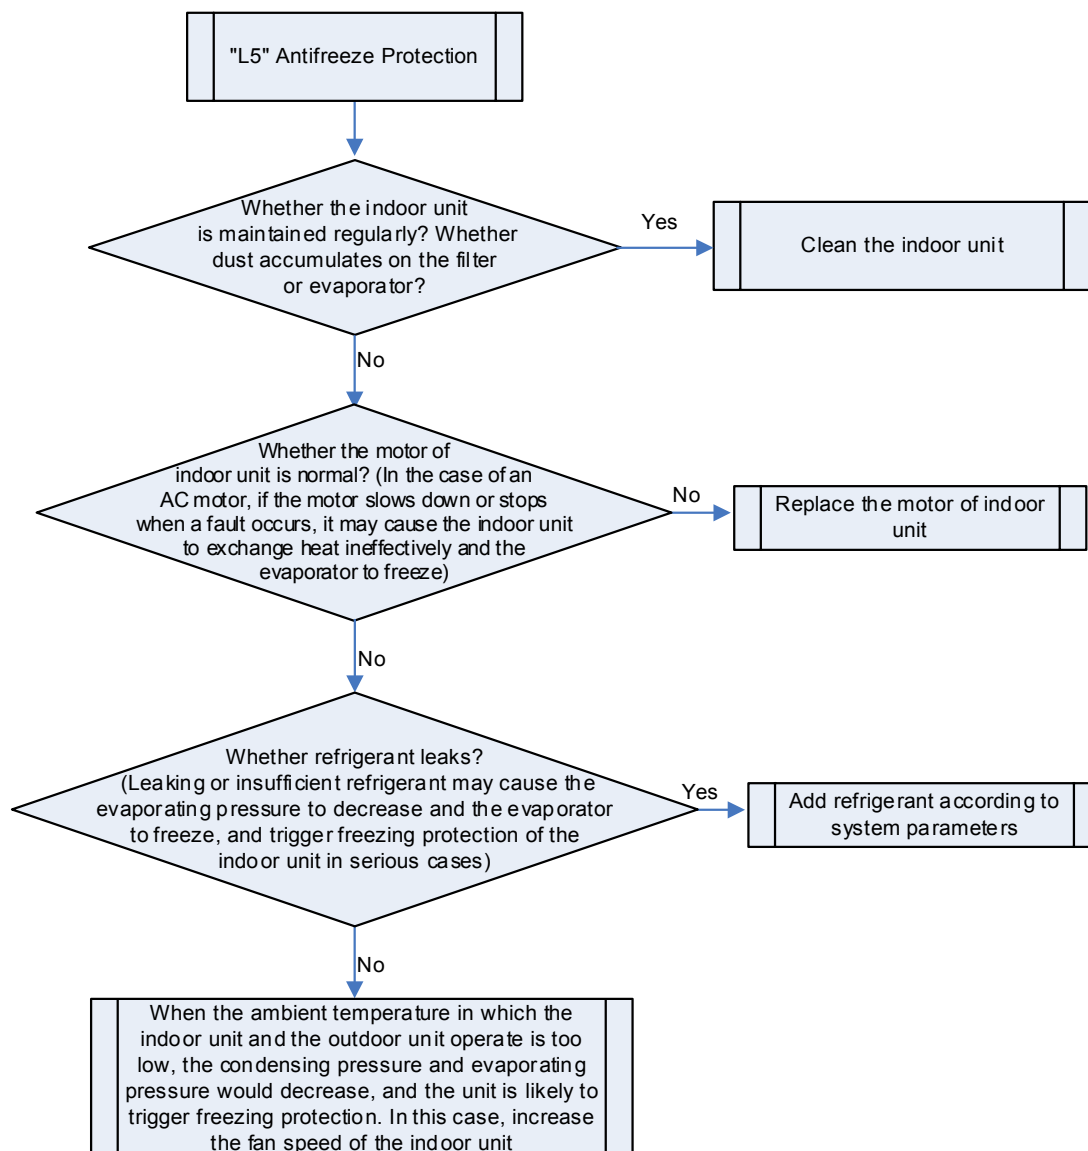 "L5" Antifreeze Protection
Whether the indoor unit
is maintained regularly? Whether
dust accumulates on the filter
or evaporator?
Yes
Clean the indoor unit
No
Whether the motor of
indoor unit is normal? (In the case of an
AC motor, if the motor slows down or stops
when a fault occurs, it may cause the indoor unit
to exchange heat ineffectively and the
evaporator to freeze)
No
Replace the motor of indoor
unit
No
Whether refrigerant leaks?
(Leaking or insufficient refrigerant may cause the
evaporating pressure to decrease and the evaporator
to freeze, and trigger freezing protection of the
indoor unit in serious cases)
Yes
Add refrigerant according to
system parameters
No
When the ambient temperature in which the
indoor unit and the outdoor unit operate is too
low, the condensing pressure and evaporating
pressure would decrease, and the unit is likely to
trigger freezing protection. In this case, increase
the fan speed of the indoor unit